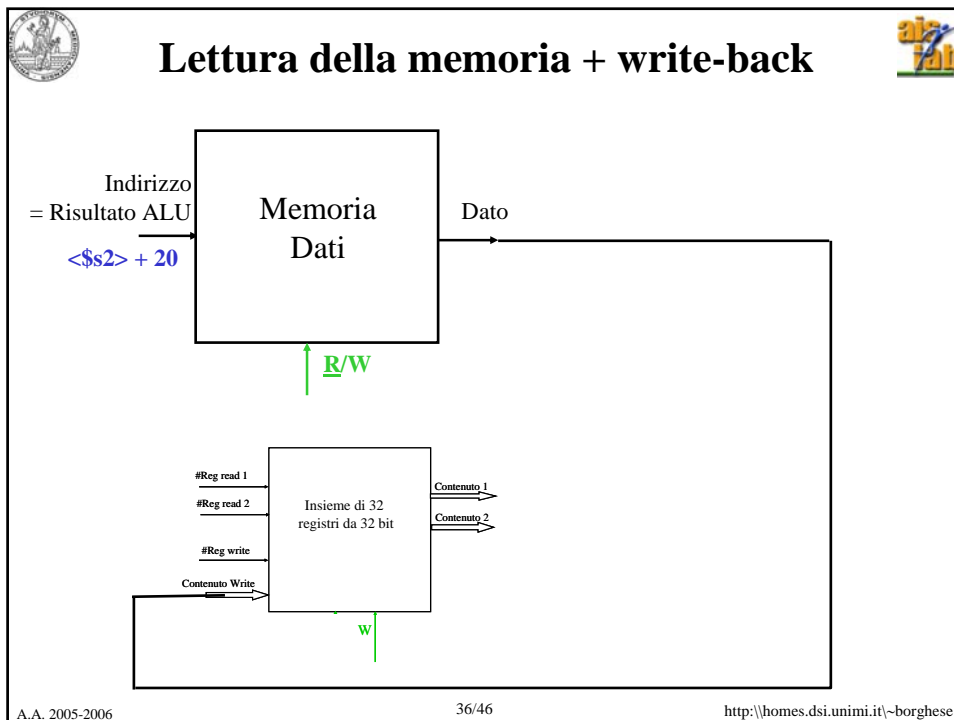 Lettura della memoria + write-back
Indirizzo
= Risultato ALU
<$s2> + 20
Memoria
Dati
Dato
R/W
#Reg read 1
#Reg read 2
#Reg write
Contenuto Write
Insieme di 32
registri da 32 bit
Contenuto 1
Contenuto 2
W
A.A. 2005-2006
36/46
http:\\homes.dsi.unimi.it\~borghese